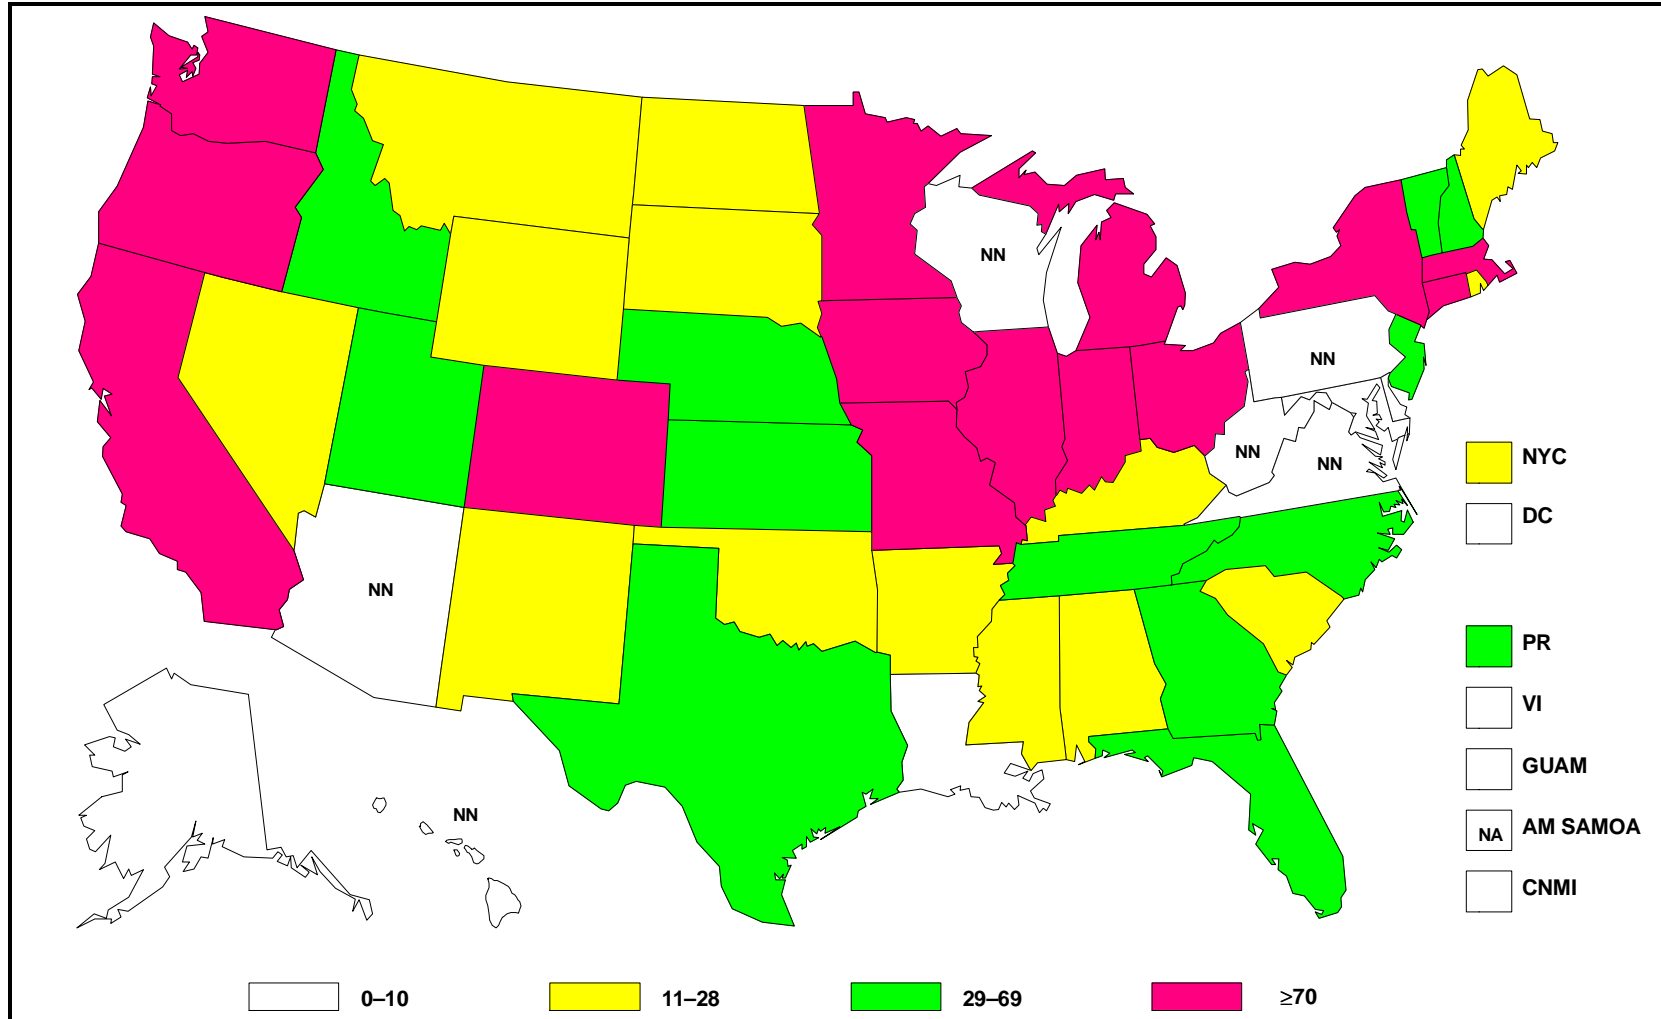 NN
NN
NN
NN
NYC
DC
NN
PR
VI
GUAM
NN
NA AM SAMOA
CNMI
0–10 11–28 29–69 ≥70